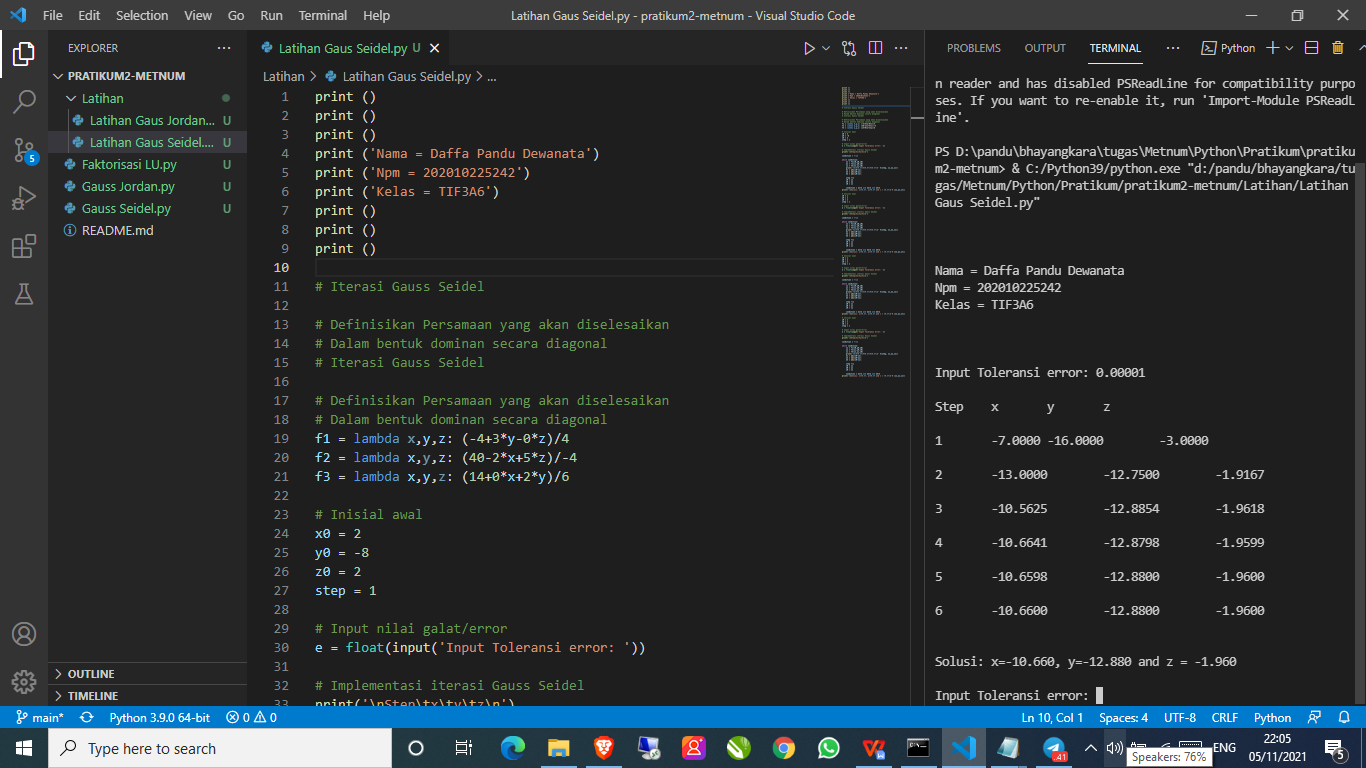 File Edit Selection View Go Run Terminal Help
Latihan Gaus Seidel.py - pratikum2-metnum - Visual Studio Code
EXPLORER
PRATIKUM2-METNUM
Latihan
Latihan Gaus Jordan... U
Latihan Gaus Seidel.... U
Faktorisasi LU.py U
Gauss Jordan.py U
Gauss Seidel.py U
README.md
OUTLINE
TIMELINE
5
Latihan Gaus Seidel.py U
Latihan > Latihan Gaus Seidel.py > ...
1 print ()
2 print ()
3 print ()
4 print ('Nama = Daffa Pandu Dewanata')
5 print ('Npm = 202010225242')
6 print ('Kelas = TIF3A6')
7 print ()
8 print ()
9 print ()
10
11 # Iterasi Gauss Seidel
12
13 # Definisikan Persamaan yang akan diselesaikan
14 # Dalam bentuk dominan secara diagonal
15 # Iterasi Gauss Seidel
16
17 # Definisikan Persamaan yang akan diselesaikan
18 # Dalam bentuk dominan secara diagonal
19 f1 = lambda x,y,z: (-4+3*y-0*z)/4
20 f2 = lambda x,y,z: (40-2*x+5*z)/-4
21 f3 = lambda x,y,z: (14+0*x+2*y)/6
22
23 # Inisial awal
24 x0 = 2
25 y0 = -8
26 z0 = 2
27 step = 1
28
29 # Input nilai galat/error
30 e = float(input('Input Toleransi error: '))
31
32 # Implementasi iterasi Gauss Seidel
33 print('\nStep\tx\ty\tz\n')
PROBLEMS OUTPUT TERMINAL ... Python
n reader and has disabled PSReadLine for compatibility purpo
ses. If you want to re-enable it, run 'Import-Module PSReadL
ine'.
PS D:\pandu\bhayangkara\tugas\Metnum\Python\Pratikum\pratiku
m2-metnum> & C:/Python39/python.exe "d:/pandu/bhayangkara/tu
gas/Metnum/Python/Pratikum/pratikum2-metnum/Latihan/Latihan
Gaus Seidel.py"
Nama = Daffa Pandu Dewanata
Npm = 202010225242
Kelas = TIF3A6
Input Toleransi error: 0.00001
Step x y z
1 -7.0000 -16.0000 -3.0000
2 -13.0000 -12.7500 -1.9167
3 -10.5625 -12.8854 -1.9618
4 -10.6641 -12.8798 -1.9599
5 -10.6598 -12.8800 -1.9600
6 -10.6600 -12.8800 -1.9600
Solusi: x=-10.660, y=-12.880 and z = -1.960
Input Toleransi error:
main* Python 3.9.0 64-bit 0 0
Ln 10, Col 1 Spaces: 4 UTF-8 CRLF Python
Type here to search
41
ENG
22:05
05/11/2021
5
Speakers: 76%